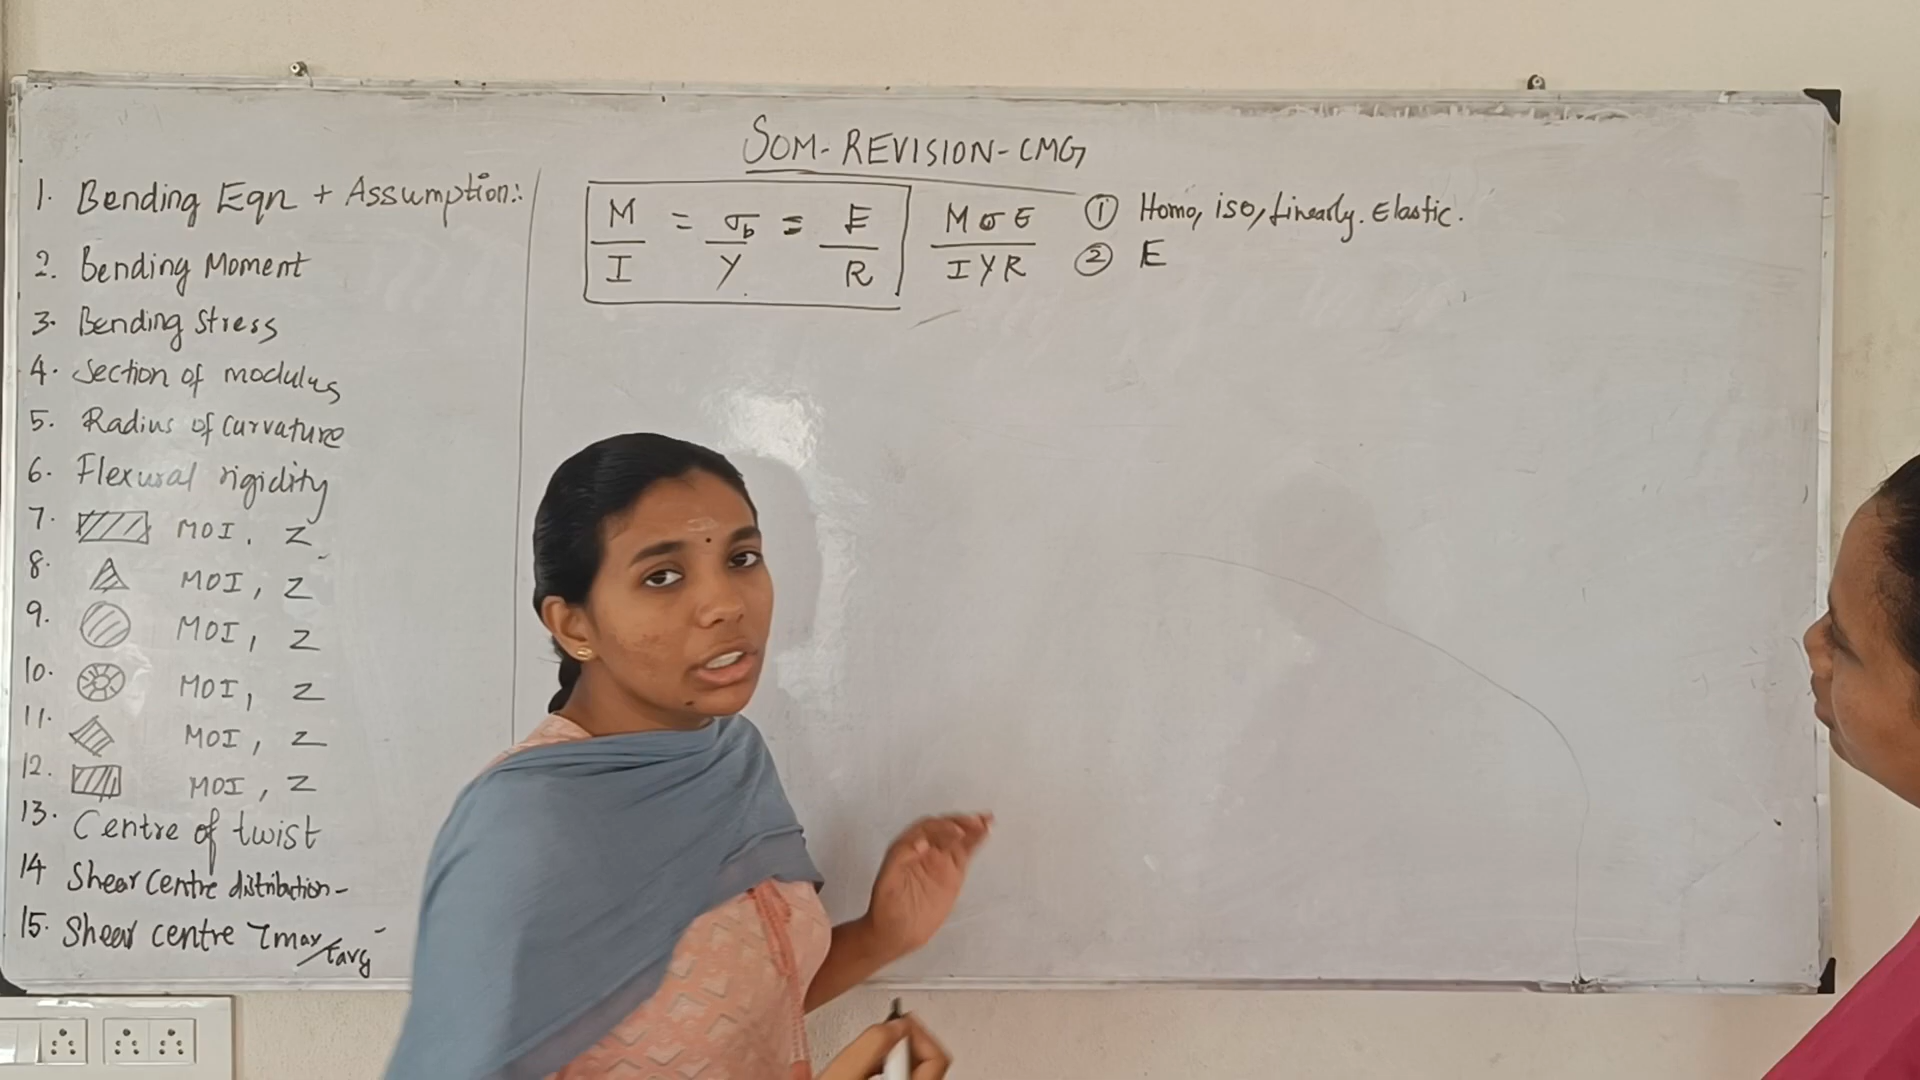 SOM-REVISION-CMG
1. Bending Eqn + Assumption:-
2. Bending Moment
3. Bending Stress
4. Section of modulus
5. Radius of curvature
6. Flexural rigidity
7. MOI, Z
8. MOI, Z
9. MOI, Z
10. MOI, Z
11. MOI, Z
12. MOI, Z
13. Centre of twist
14 Shear Centre distribution-
15. Shear centre τmax/τavg
M/I = σb/Y = E/R
M σ E / I Y R
① Homo, iso, Linearly. Elastic.
② E